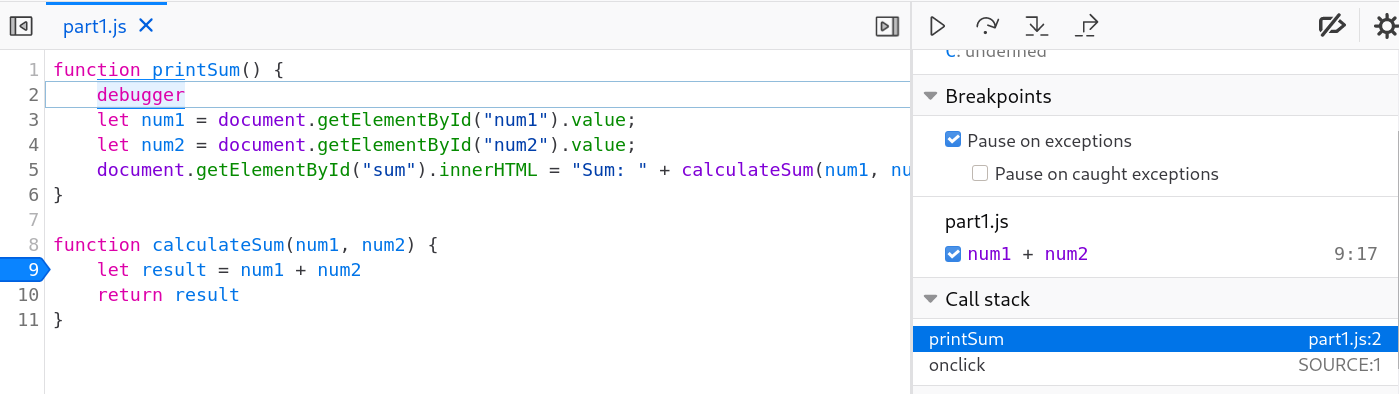 part1.js
1 function printSum() {
2 debugger
3 let num1 = document.getElementById("num1").value;
4 let num2 = document.getElementById("num2").value;
5 document.getElementById("sum").innerHTML = "Sum: " + calculateSum(num1, nu
6 }
7
8 function calculateSum(num1, num2) {
9 let result = num1 + num2
10 return result
11 }
C: undefined
Breakpoints
Pause on exceptions
Pause on caught exceptions
part1.js
num1 + num2 9:17
Call stack
printSum part1.js:2
onclick SOURCE:1